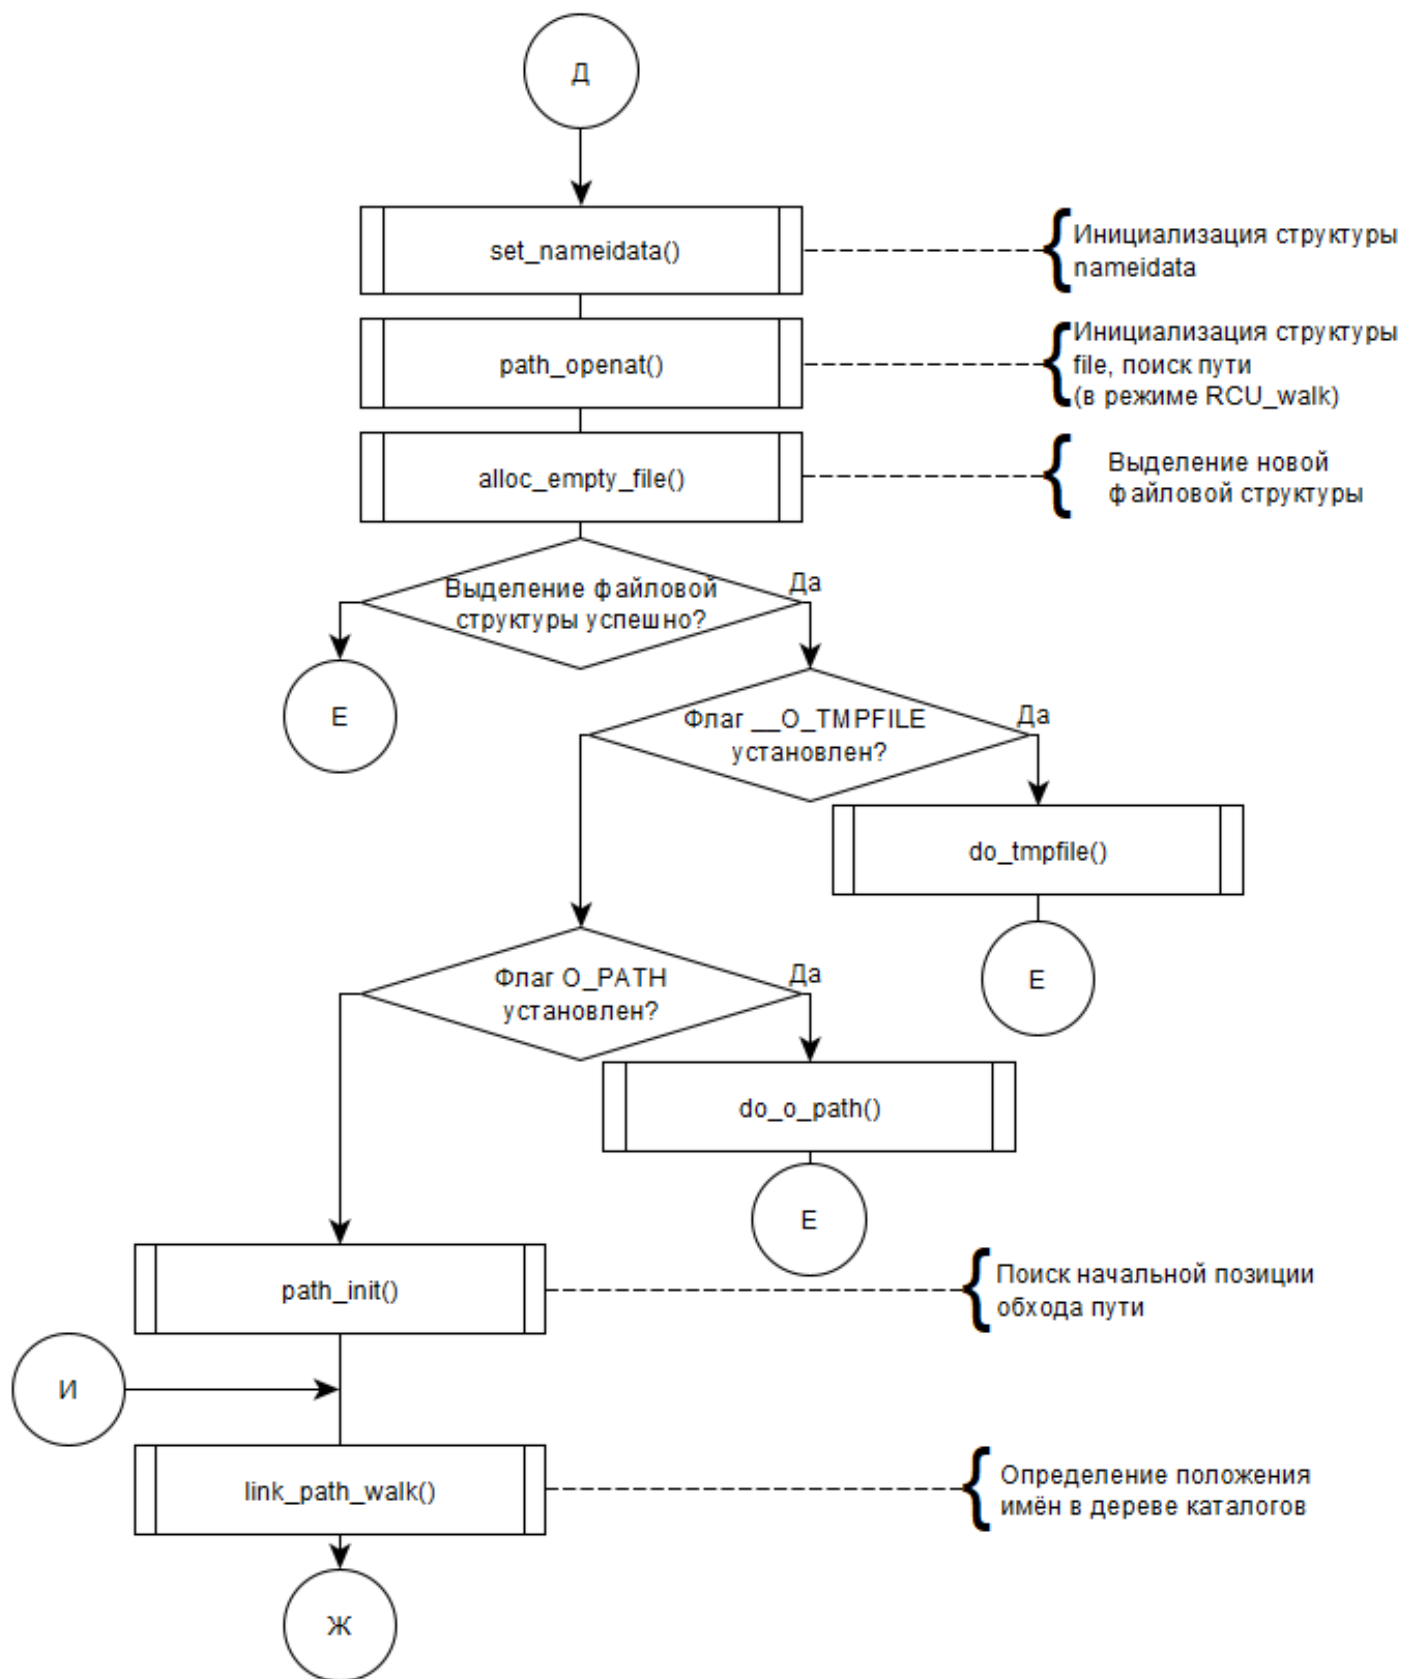 Д
set_nameidata()
Инициализация структуры
nameidata
path_openat()
Инициализация структуры
file, поиск пути
(в режиме RCU_walk)
alloc_empty_file()
Выделение новой
файловой структуры
Выделение файловой
структуры успешно?
Да
Е
Флаг __O_TMPFILE
установлен?
Да
do_tmpfile()
Е
Флаг O_PATH
установлен?
Да
do_o_path()
Е
path_init()
Поиск начальной позиции
обхода пути
И
link_path_walk()
Определение положения
имён в дереве каталогов
Ж